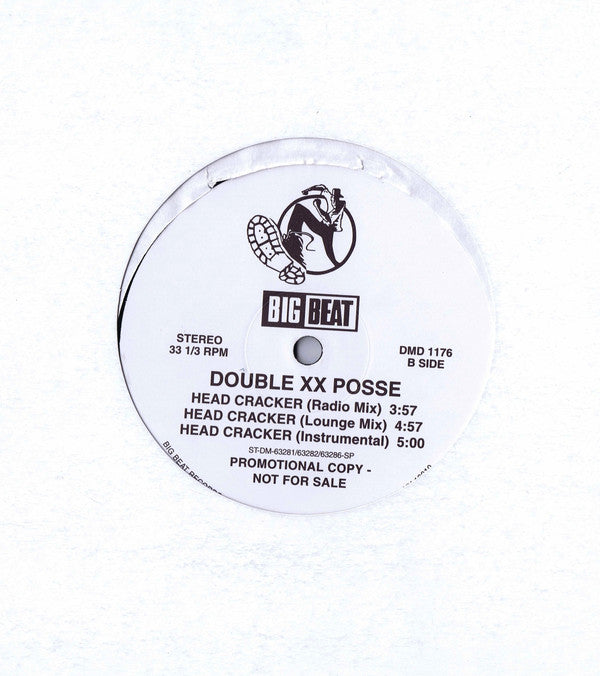 BIG BEAT
STEREO
33 1/3 RPM
DMD 1176
B SIDE
DOUBLE XX POSSE
HEAD CRACKER (Radio Mix) 3:57
HEAD CRACKER (Lounge Mix) 4:57
HEAD CRACKER (Instrumental) 5:00
ST-DM-63281/63282/63286-SP
PROMOTIONAL COPY -
NOT FOR SALE
BIG BEAT